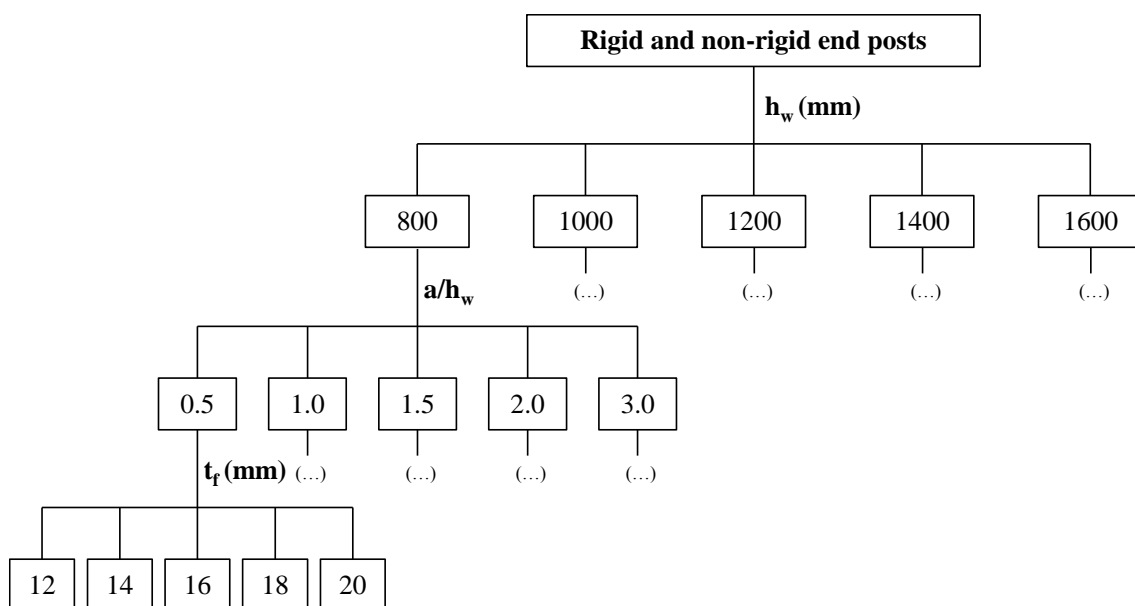 Rigid and non-rigid end posts
h_w (mm)
800 1000 1200 1400 1600
a/h_w (…) (…) (…) (…)
0.5 1.0 1.5 2.0 3.0
t_f (mm) (…) (…) (…) (…)
12 14 16 18 20